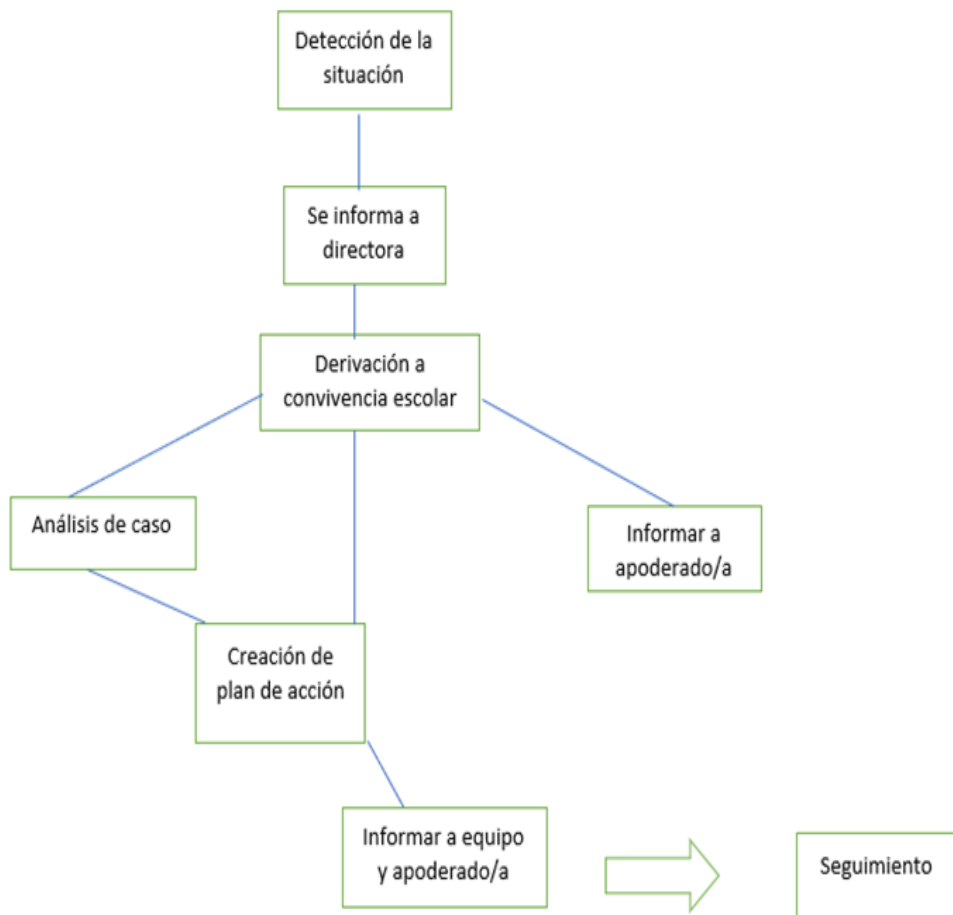 Detección de la
situación
Se informa a
directora
Derivación a
convivencia escolar
Análisis de caso
Informar a
apoderado/a
Creación de
plan de acción
Informar a equipo
y apoderado/a
Seguimiento